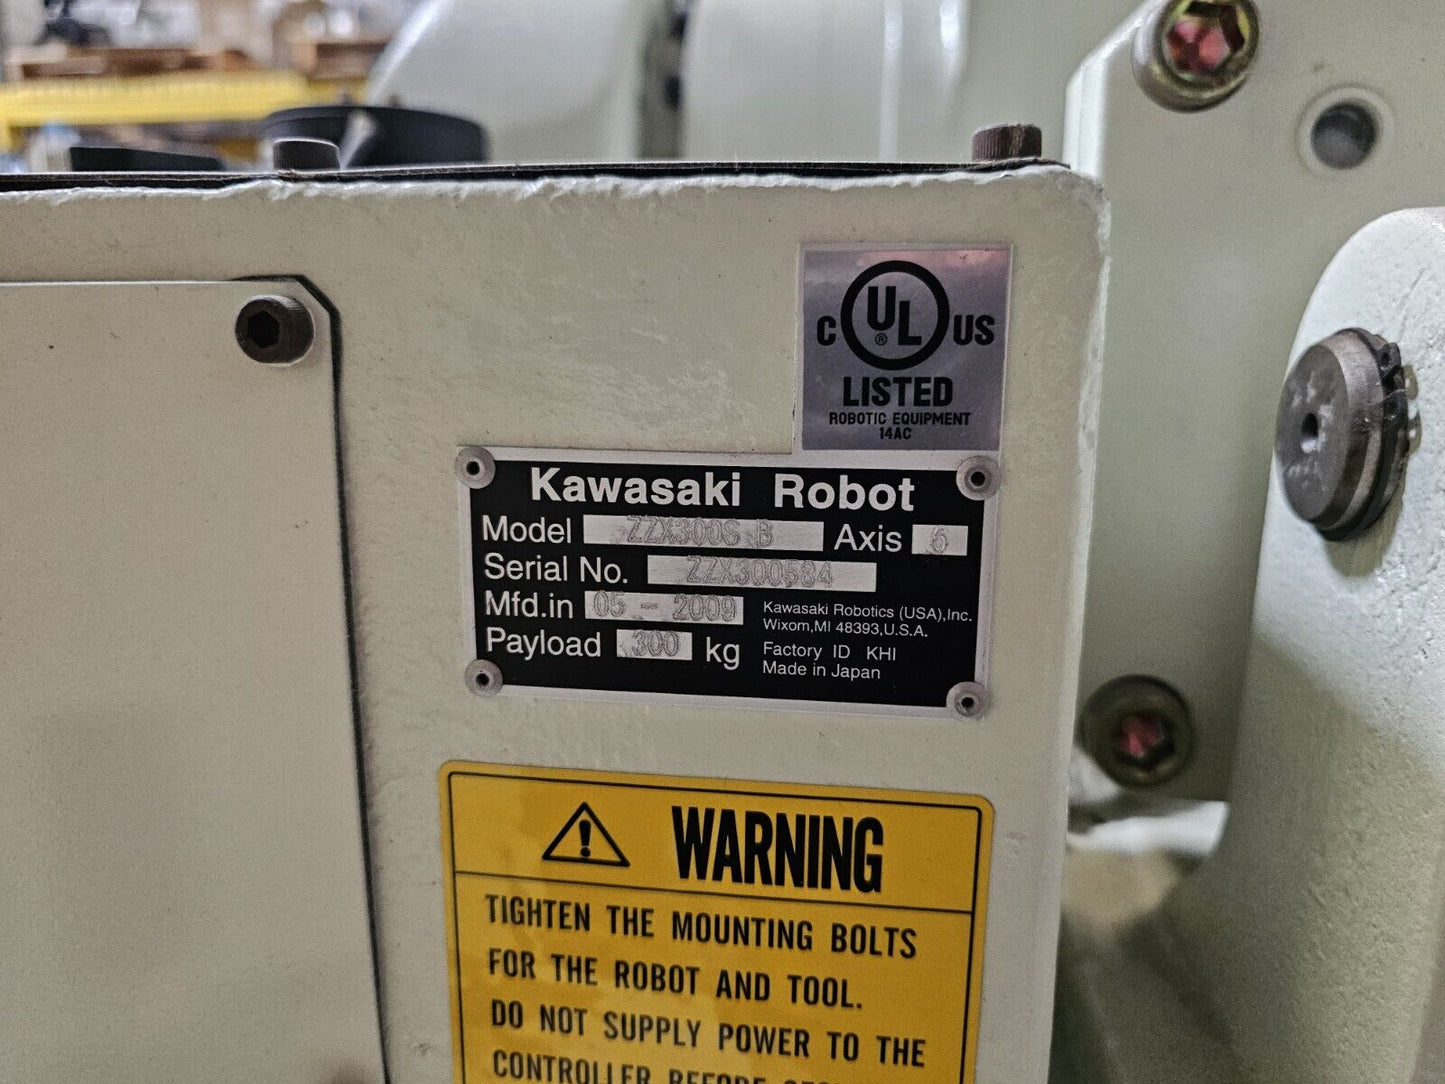 C UL® US
LISTED
ROBOTIC EQUIPMENT
14AC
Kawasaki Robot
Model ZZX300S B Axis 6
Serial No. ZZX300584
Mfd.in 05 - 2009
Kawasaki Robotics (USA),Inc.
Wixom,MI 48393,U.S.A.
Payload 300 kg
Factory ID KHI
Made in Japan
WARNING
TIGHTEN THE MOUNTING BOLTS
FOR THE ROBOT AND TOOL.
DO NOT SUPPLY POWER TO THE
CONTROLLER BEFORE